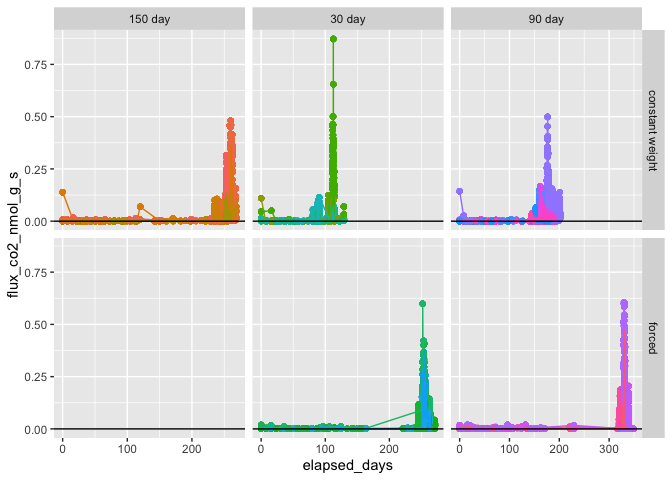 150 day
30 day
90 day
0.75
0.50
0.25
0.00
constant weight
flux_co2_nmol_g_s
0.75
0.50
0.25
0.00
forced
0 100 200
0 100 200
0 100 200 300
elapsed_days